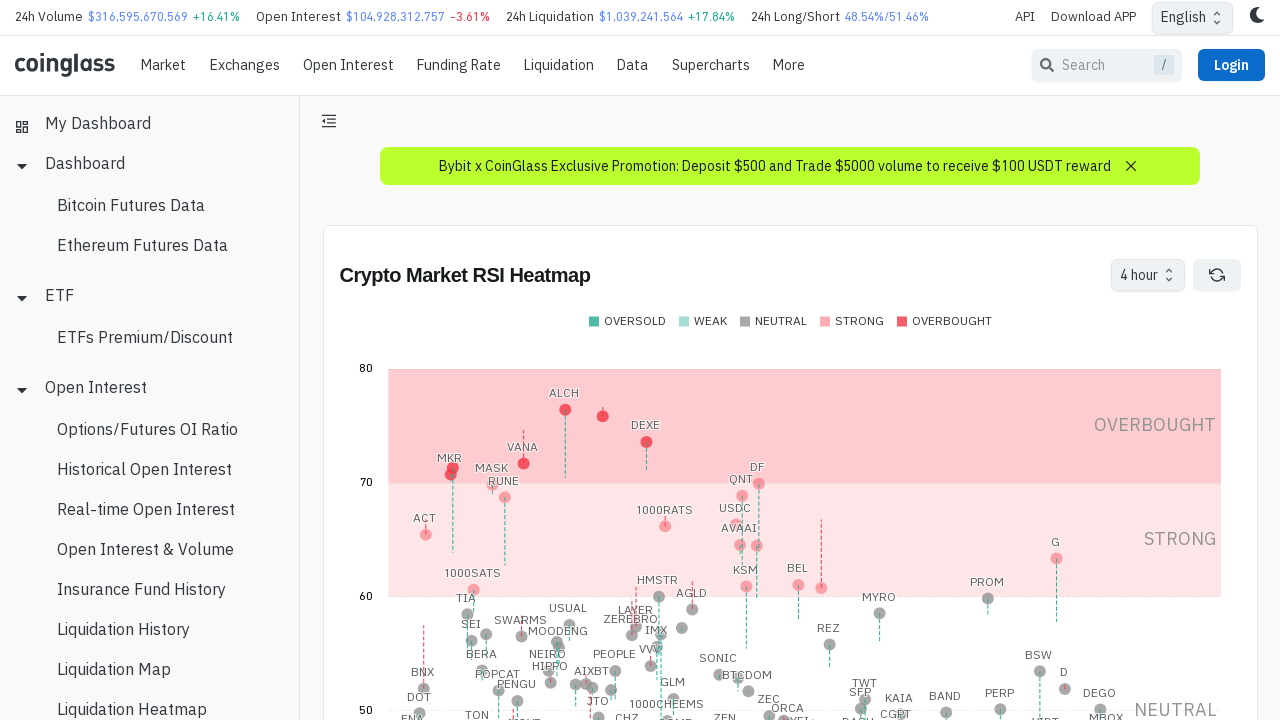 24h Volume $316,595,670,569 +16.41% Open Interest $104,928,312,757 -3.61% 24h Liquidation $1,039,241,564 +17.84% 24h Long/Short 48.54%/51.46% API Download APP English
coinglass Market Exchanges Open Interest Funding Rate Liquidation Data Supercharts More Search / Login
My Dashboard
Dashboard
Bitcoin Futures Data
Ethereum Futures Data
ETF
ETFs Premium/Discount
Open Interest
Options/Futures OI Ratio
Historical Open Interest
Real-time Open Interest
Open Interest & Volume
Insurance Fund History
Liquidation History
Liquidation Map
Liquidation Heatmap
Bybit x CoinGlass Exclusive Promotion: Deposit $500 and Trade $5000 volume to receive $100 USDT reward
Crypto Market RSI Heatmap 4 hour
OVERSOLD WEAK NEUTRAL STRONG OVERBOUGHT
80
ALCH
DEXE OVERBOUGHT
VANA
MKR
MASK DF
70 RUNE QNT
1000RATS USDC
ACT
AVAAI
STRONG
G
KSM BEL
1000SATS
HMSTR PROM
AGLD
60 TIA MYRO
USUAL LAYER
SWARMS ZEREBRO
SEI REZ
MOODENG IMX
VVV
BERA NEIRO PEOPLE SONIC BSW
HIPPO
BNX POPCAT AIXBT BTCDOM D
PENGU GLM TWT
DOT SFP BAND PERP DEGO
JTO 1000CHEEMS ZEC KAIA
ORCA
50 NEUTRAL
TON CHZ ZEN CGPT MBOX